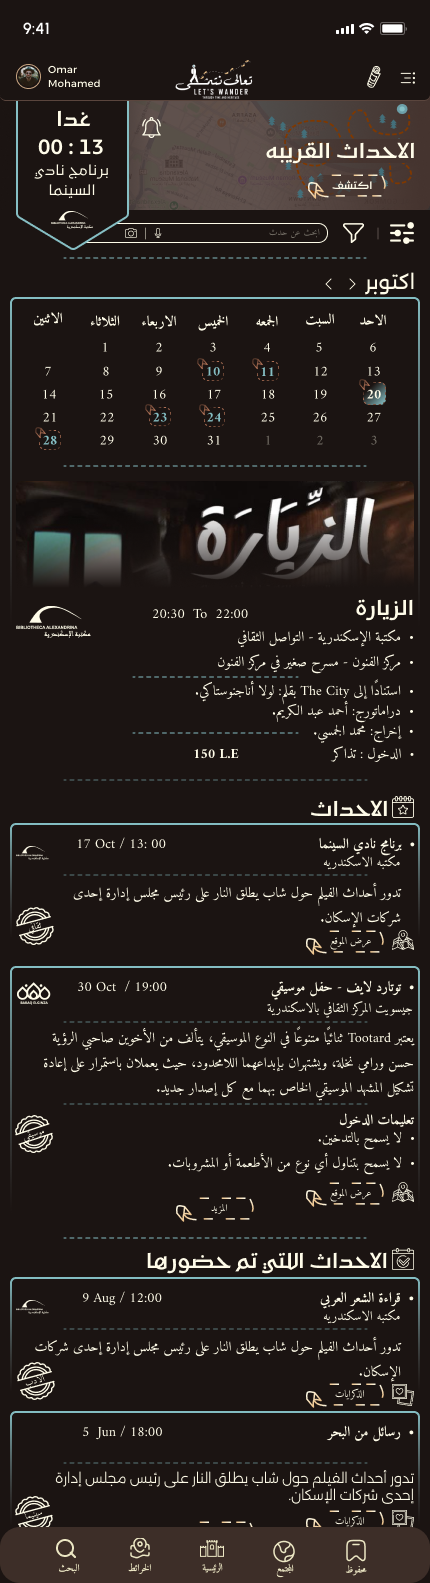 9:41
Omar
Mohamed
تعالى نتتمشى
LET'S WANDER
غدا
00 : 13
برنامج نادي
السينما
BIBLIOTHECA ALEXANDRINA
مكتبة الإسكندرية
الاحداث القريبه
اكتشف
ابحث عن حدث
اكتوبر
الاحد السبت الجمعه الخميس الاربعاء الثلاثاء الاثنين
6 5 4 3 2 1
13 12 11 10 9 8 7
20 19 18 17 16 15 14
27 26 25 24 23 22 21
3 2 1 31 30 29 28
الزِّيَارَة
الزيارة
20:30 To 22:00
BIBLIOTHECA ALEXANDRINA
مكتبة الإسكندرية
• مكتبة الإسكندرية - التواصل الثقافي
• مركز الفنون - مسرح صغير في مركز الفنون
• استنادًا إلى The City بقلم: لولا أناجنوستاكي.
• دراماتورج: أحمد عبد الكريم.
• إخراج: محمد الجمسي.
• الدخول : تذاكر
150 L.E
الاحداث
• برنامج نادي السينما
17 Oct / 13: 00
مكتبه الاسكندريه
تدور أحداث الفيلم حول شاب يطلق النار على رئيس مجلس إدارة إحدى
شركات الإسكان.
عرض الموقع
• توتارد لايف - حفل موسيقي
30 Oct / 19:00
جيسويت المركز الثقافي بالاسكندرية
يعتبر Tootard ثنائيًا متنوعًا في النوع الموسيقي، يتألف من الأخوين صاحبي الرؤية
حسن ورامي نخلة، ويشتهران بإبداعهما اللامحدود، حيث يعملان باستمرار على إعادة
تشكيل المشهد الموسيقي الخاص بهما مع كل إصدار جديد.
تعليمات الدخول
• لا يسمح بالتدخين.
• لا يسمح بتناول أي نوع من الأطعمة أو المشروبات.
عرض الموقع
المزيد
الاحداث اللتي تم حضورها
• قراءة الشعر العربي
9 Aug / 12:00
مكتبه الاسكندريه
تدور أحداث الفيلم حول شاب يطلق النار على رئيس مجلس إدارة إحدى شركات
الإسكان.
الذكرايات
• رسائل من البحر
5 Jun / 18:00
تدور أحداث الفيلم حول شاب يطلق النار على رئيس مجلس إدارة
إحدى شركات الإسكان.
الذكرايات
محفوظ
المجتمع
الرئيسية
الخرائط
البحث